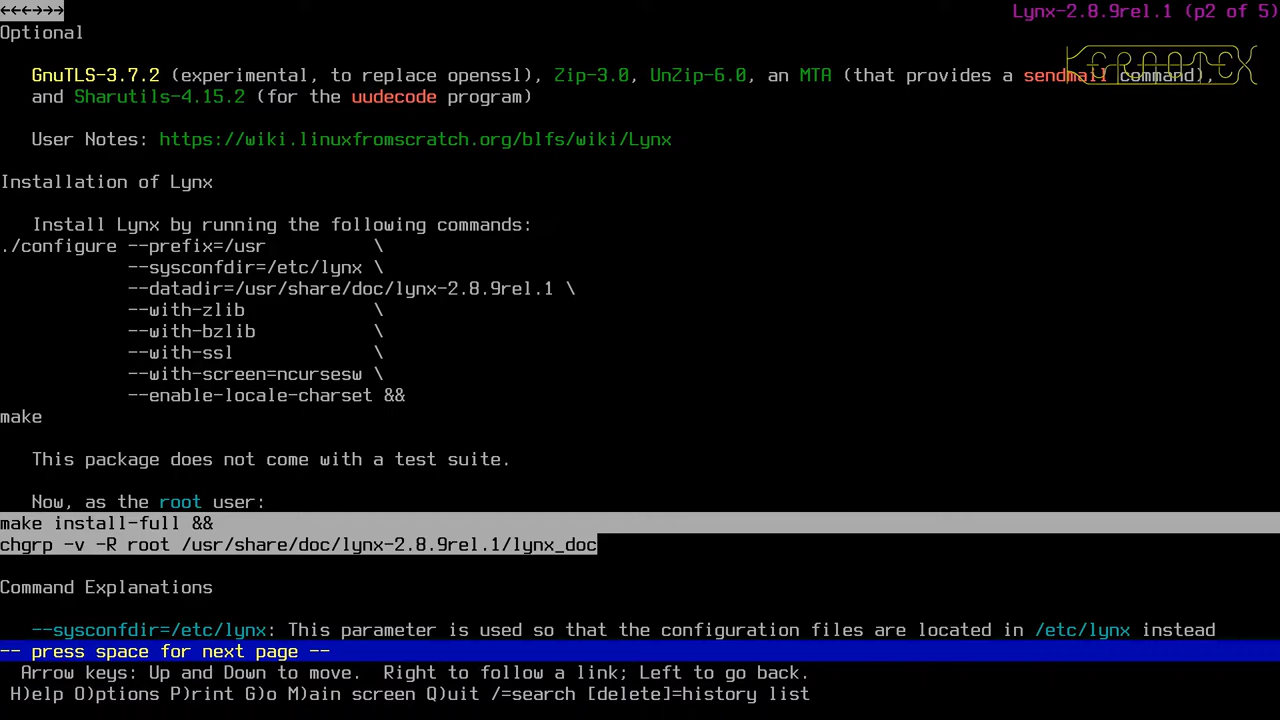 ←←←→→→ Lynx-2.8.9rel.1 (p2 of 5)
Optional
KERNOTEX
GnuTLS-3.7.2 (experimental, to replace openssl), Zip-3.0, UnZip-6.0, an MTA (that provides a sendmail command),
and Sharutils-4.15.2 (for the uudecode program)
User Notes: https://wiki.linuxfromscratch.org/blfs/wiki/Lynx
Installation of Lynx
Install Lynx by running the following commands:
./configure --prefix=/usr \
--sysconfdir=/etc/lynx \
--datadir=/usr/share/doc/lynx-2.8.9rel.1 \
--with-zlib \
--with-bzlib \
--with-ssl \
--with-screen=ncursesw \
--enable-locale-charset &&
make
This package does not come with a test suite.
Now, as the root user:
make install-full &&
chgrp -v -R root /usr/share/doc/lynx-2.8.9rel.1/lynx_doc
Command Explanations
--sysconfdir=/etc/lynx: This parameter is used so that the configuration files are located in /etc/lynx instead
-- press space for next page --
Arrow keys: Up and Down to move. Right to follow a link; Left to go back.
H)elp O)ptions P)rint G)o M)ain screen Q)uit /=search [delete]=history list